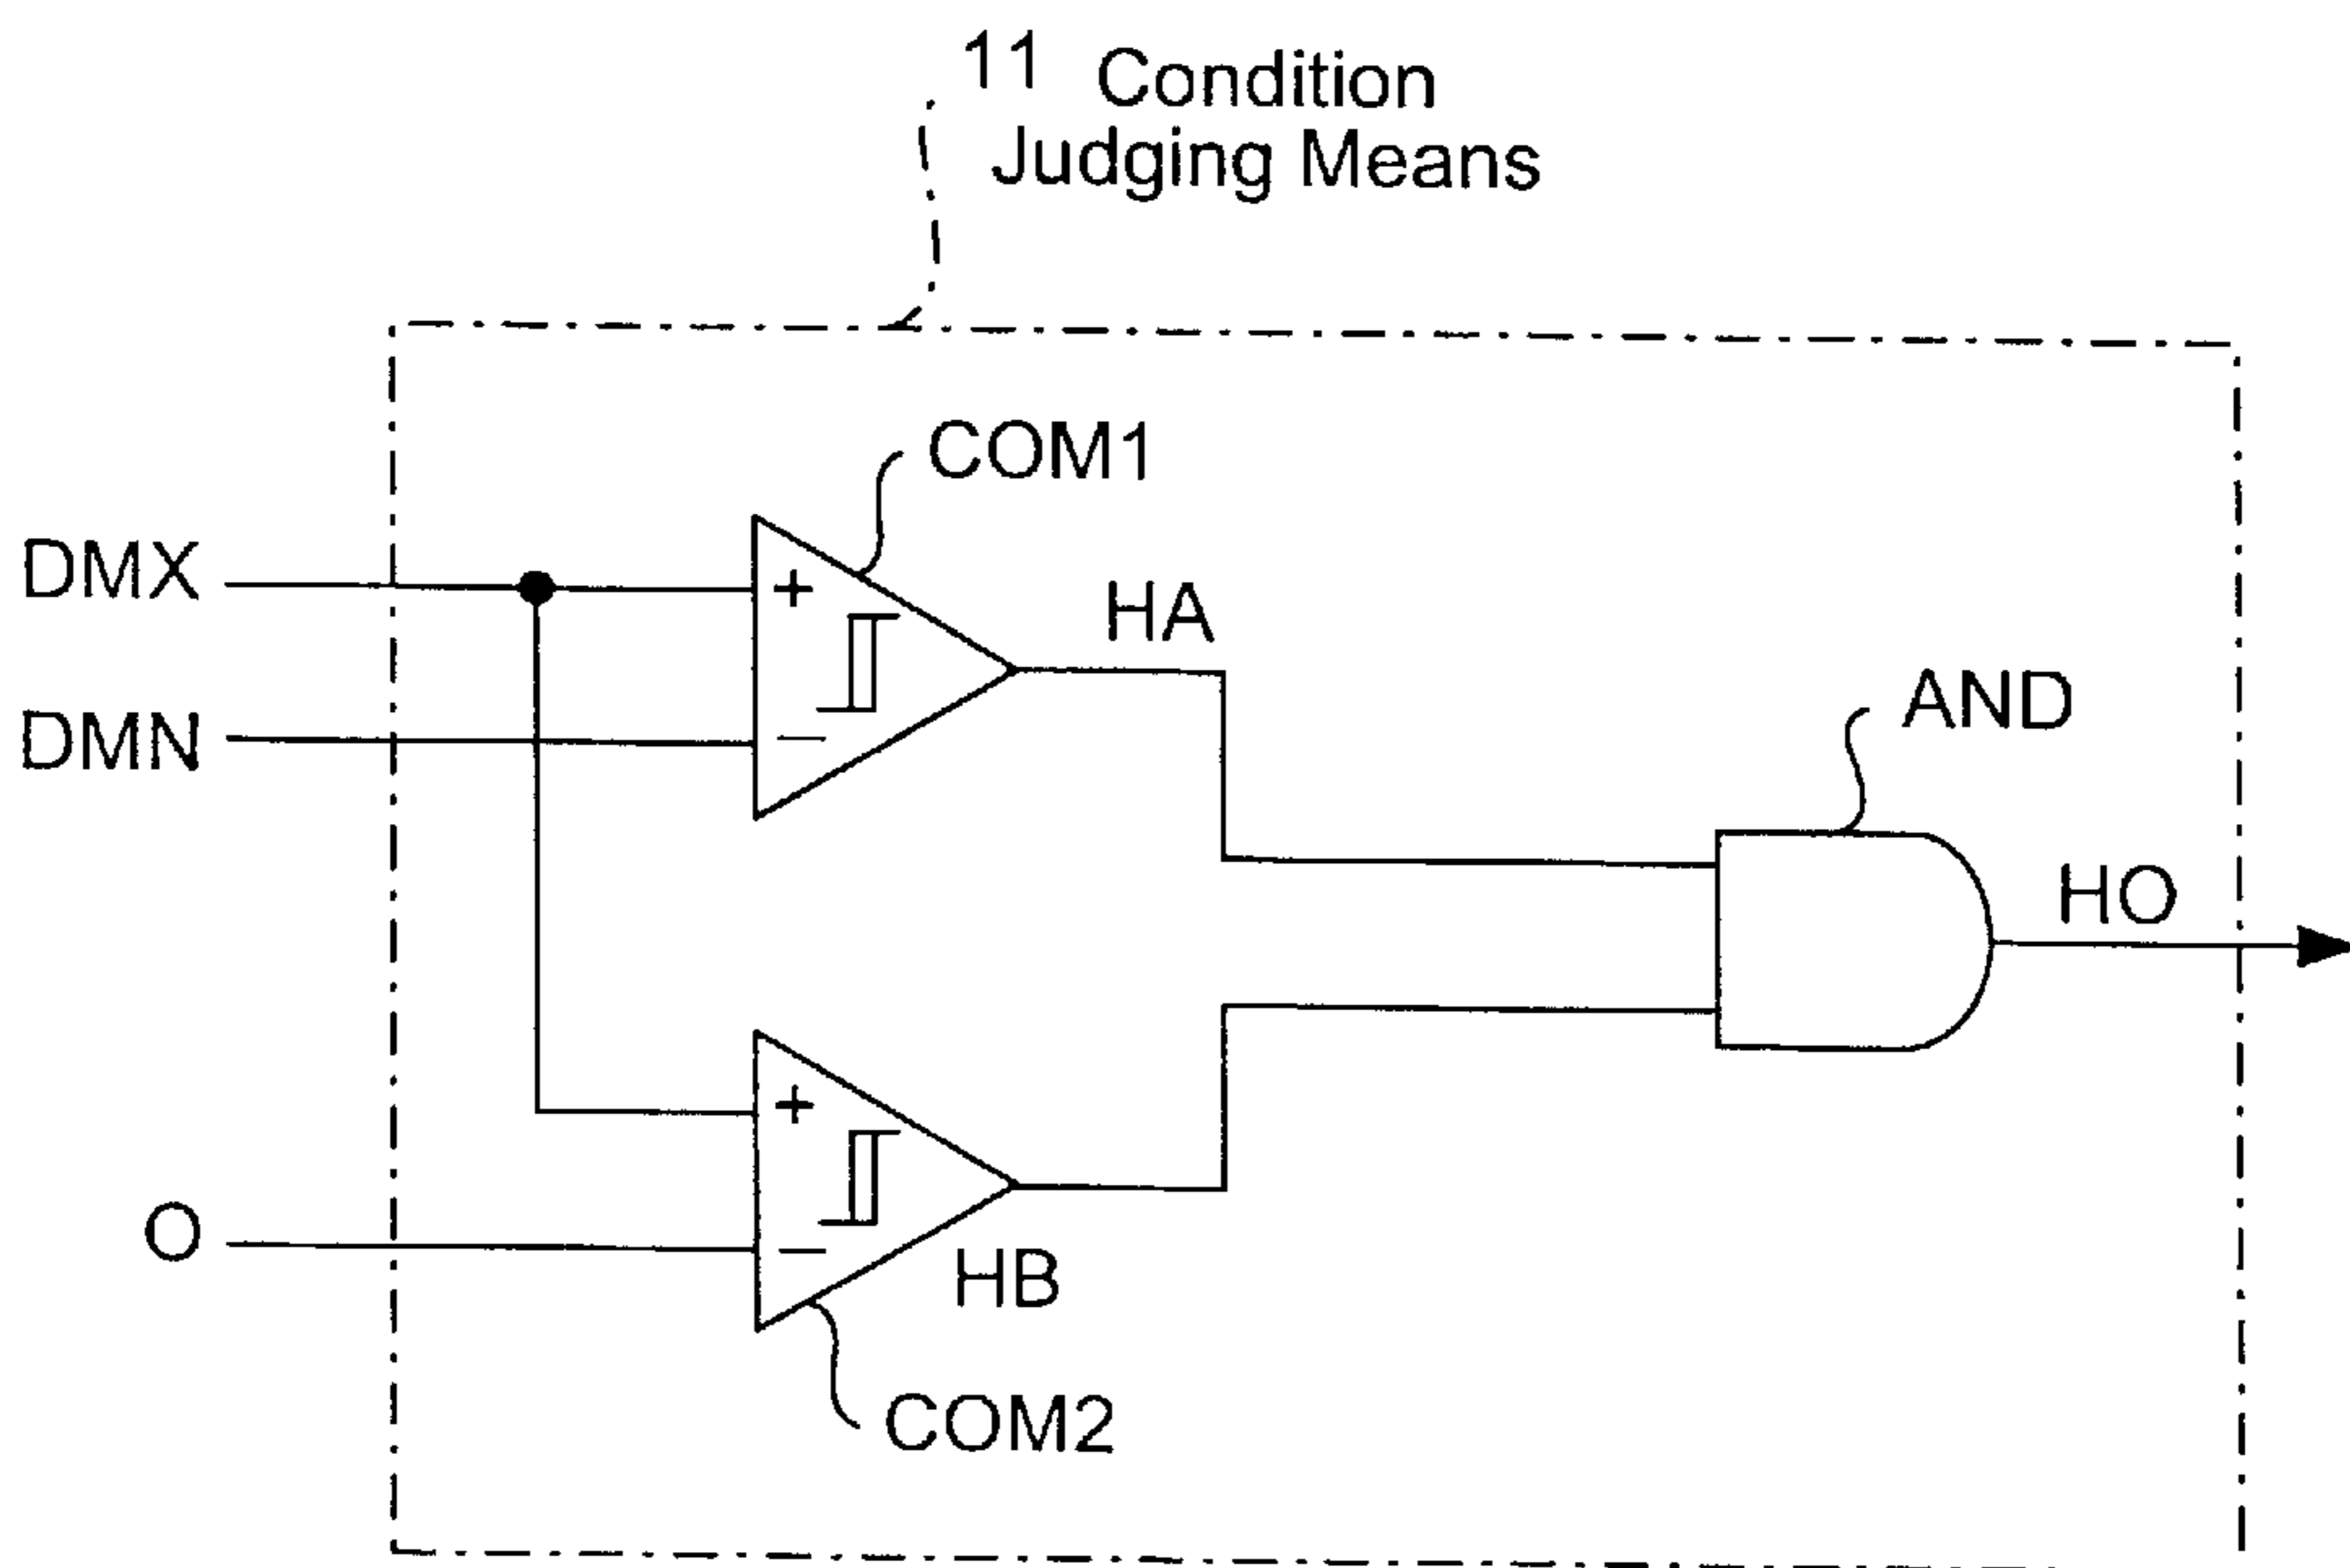 11 Condition
Judging Means
COM1
DMX
+
HA
DMN
−
AND
HO
+
O
−
HB
COM2